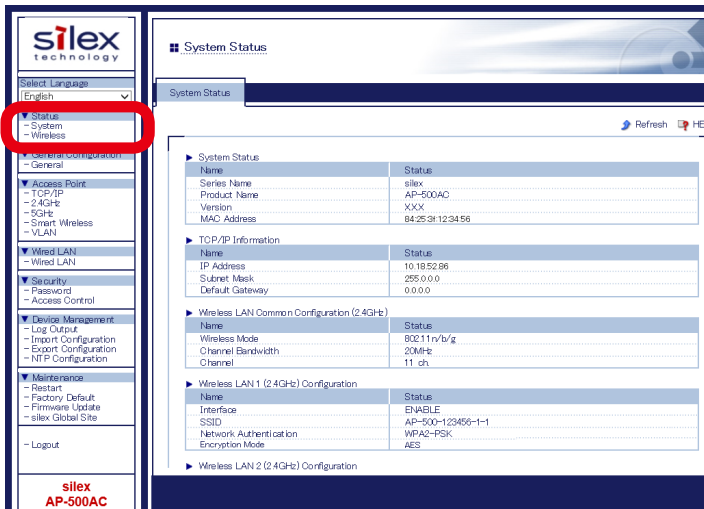 silex
technology
Select Language
English
▼ Status
- System
- Wireless
▼ General Configuration
- General
▼ Access Point
- TCP/IP
- 2.4GHz
- 5GHz
- Smart Wireless
- VLAN
▼ Wired LAN
- Wired LAN
▼ Security
- Password
- Access Control
▼ Device Management
- Log Output
- Import Configuration
- Export Configuration
- NTP Configuration
▼ Maintenance
- Restart
- Factory Default
- Firmware Update
- silex Global Site
- Logout
silex
AP-500AC
System Status
System Status
Refresh HE
▶ System Status
Name Status
Series Name silex
Product Name AP-500AC
Version XXX
MAC Address 84:25:3f:12:34:56
▶ TCP/IP Information
Name Status
IP Address 10.18.52.86
Subnet Mask 255.0.0.0
Default Gateway 0.0.0.0
▶ Wireless LAN Common Configuration (2.4GHz)
Name Status
Wireless Mode 802.11n/b/g
Channel Bandwidth 20MHz
Channel 11 ch.
▶ Wireless LAN 1 (2.4GHz) Configuration
Name Status
Interface ENABLE
SSID AP-500-123456-1-1
Network Authentication WPA2-PSK
Encryption Mode AES
▶ Wireless LAN 2 (2.4GHz) Configuration